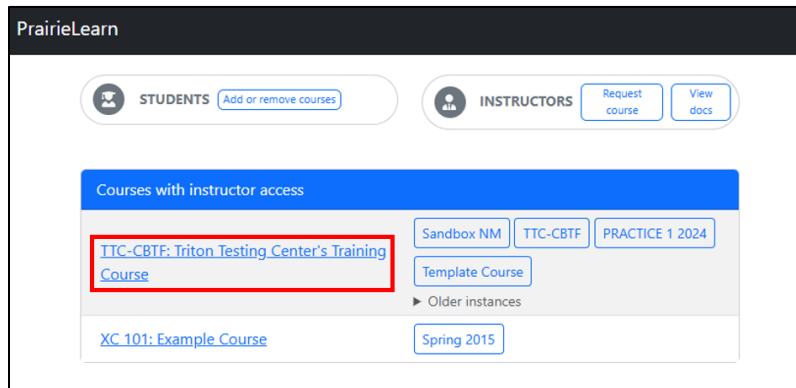 PrairieLearn
STUDENTS Add or remove courses
INSTRUCTORS Request course View docs
Courses with instructor access
TTC-CBTF: Triton Testing Center's Training
Course
Sandbox NM TTC-CBTF PRACTICE 1 2024
Template Course
▶ Older instances
XC 101: Example Course Spring 2015